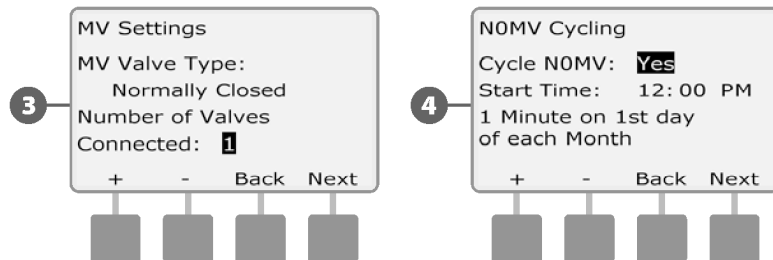 3
MV Settings
MV Valve Type:
Normally Closed
Number of Valves
Connected: 1
+ - Back Next
4
N0MV Cycling
Cycle N0MV: Yes
Start Time: 12:00 PM
1 Minute on 1st day
of each Month
+ - Back Next